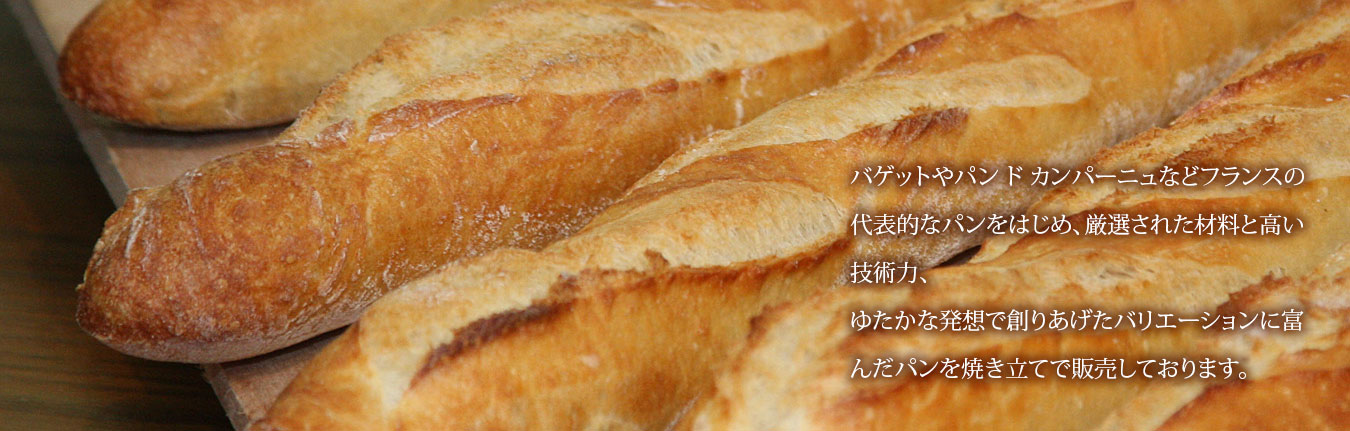 バゲットやパン ド カンパーニュなどフランスの
代表的なパンをはじめ、厳選された材料と高い
技術力、
ゆたかな発想で創りあげたバリエーションに富
んだパンを焼き立てで販売しております。